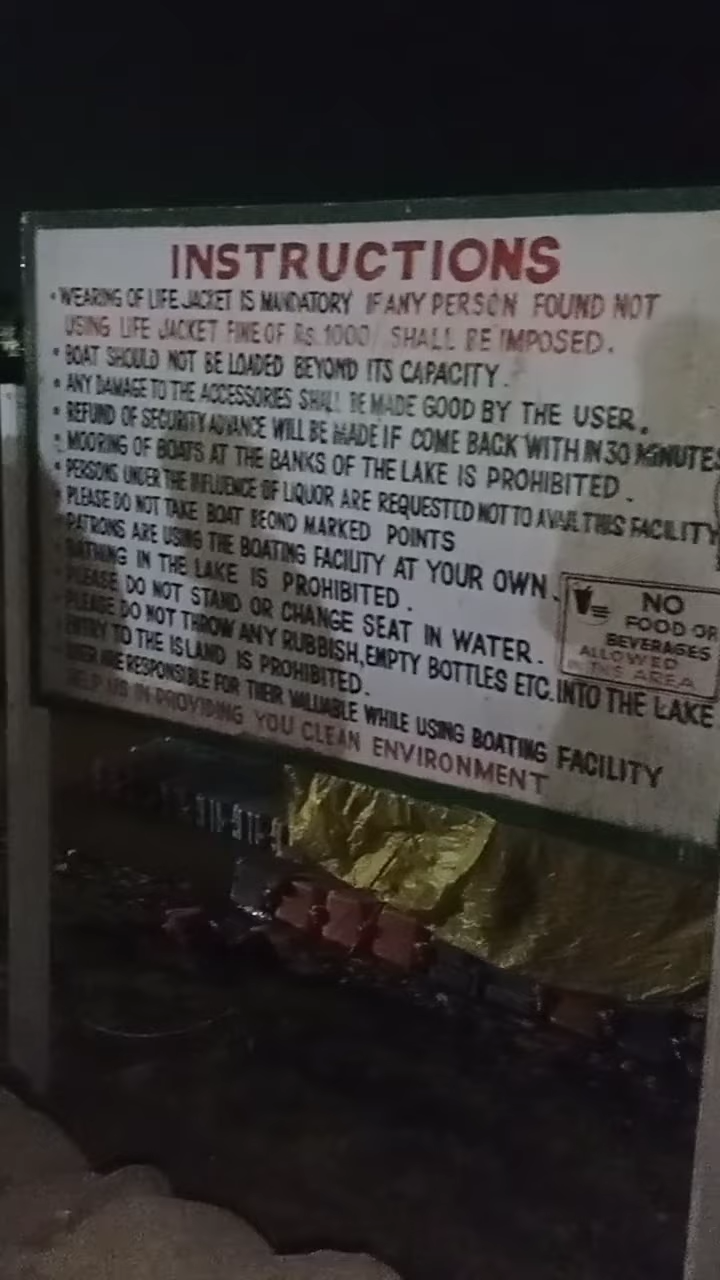 INSTRUCTIONS
• WEARING OF LIFE JACKET IS MANDATORY IF ANY PERSON FOUND NOT
USING LIFE JACKET FINE OF Rs. 1000/ SHALL BE IMPOSED.
• BOAT SHOULD NOT BE LOADED BEYOND ITS CAPACITY.
• ANY DAMAGE TO THE ACCESSORIES SHALL BE MADE GOOD BY THE USER.
• REFUND OF SECURITY ADVANCE WILL BE MADE IF COME BACK WITH IN 30 MINUTES
• MOORING OF BOATS AT THE BANKS OF THE LAKE IS PROHIBITED.
• PERSONS UNDER THE INFLUENCE OF LIQUOR ARE REQUESTED NOT TO AVAIL THIS FACILITY
• PLEASE DO NOT TAKE BOAT BEOND MARKED POINTS
• PATRONS ARE USING THE BOATING FACILITY AT YOUR OWN.
• BATHING IN THE LAKE IS PROHIBITED.
• PLEASE DO NOT STAND OR CHANGE SEAT IN WATER.
• PLEASE DO NOT THROW ANY RUBBISH, EMPTY BOTTLES ETC. INTO THE LAKE
• ENTRY TO THE ISLAND IS PROHIBITED.
• USER ARE RESPONSIBLE FOR THEIR VALUABLE WHILE USING BOATING FACILITY
HELP US IN PROVIDING YOU CLEAN ENVIRONMENT
NO
FOOD OR
BEVERAGES
ALLOWED
IN THIS AREA